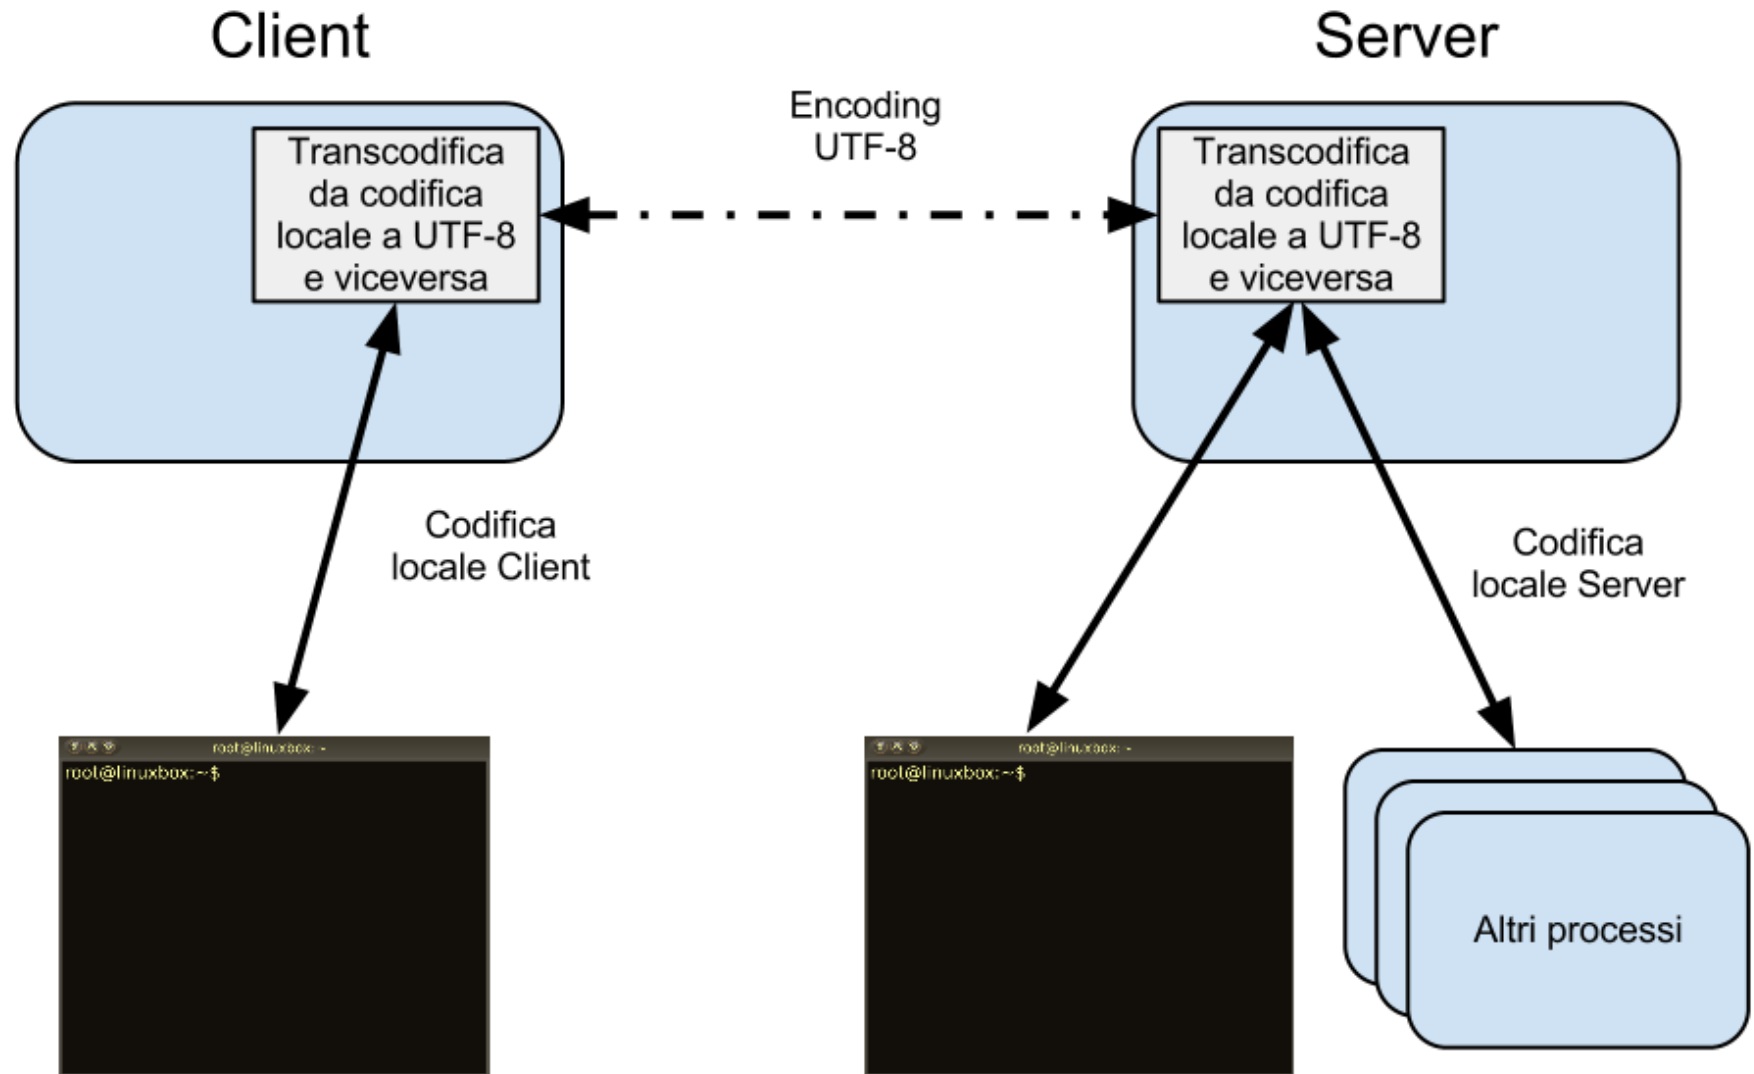 Client
Server
Encoding
UTF-8
Transcodifica
da codifica
locale a UTF-8
e viceversa
Transcodifica
da codifica
locale a UTF-8
e viceversa
Codifica
locale Client
Codifica
locale Server
root@linuxbox: ~
root@linuxbox:~$
root@linuxbox: ~
root@linuxbox:~$
Altri processi